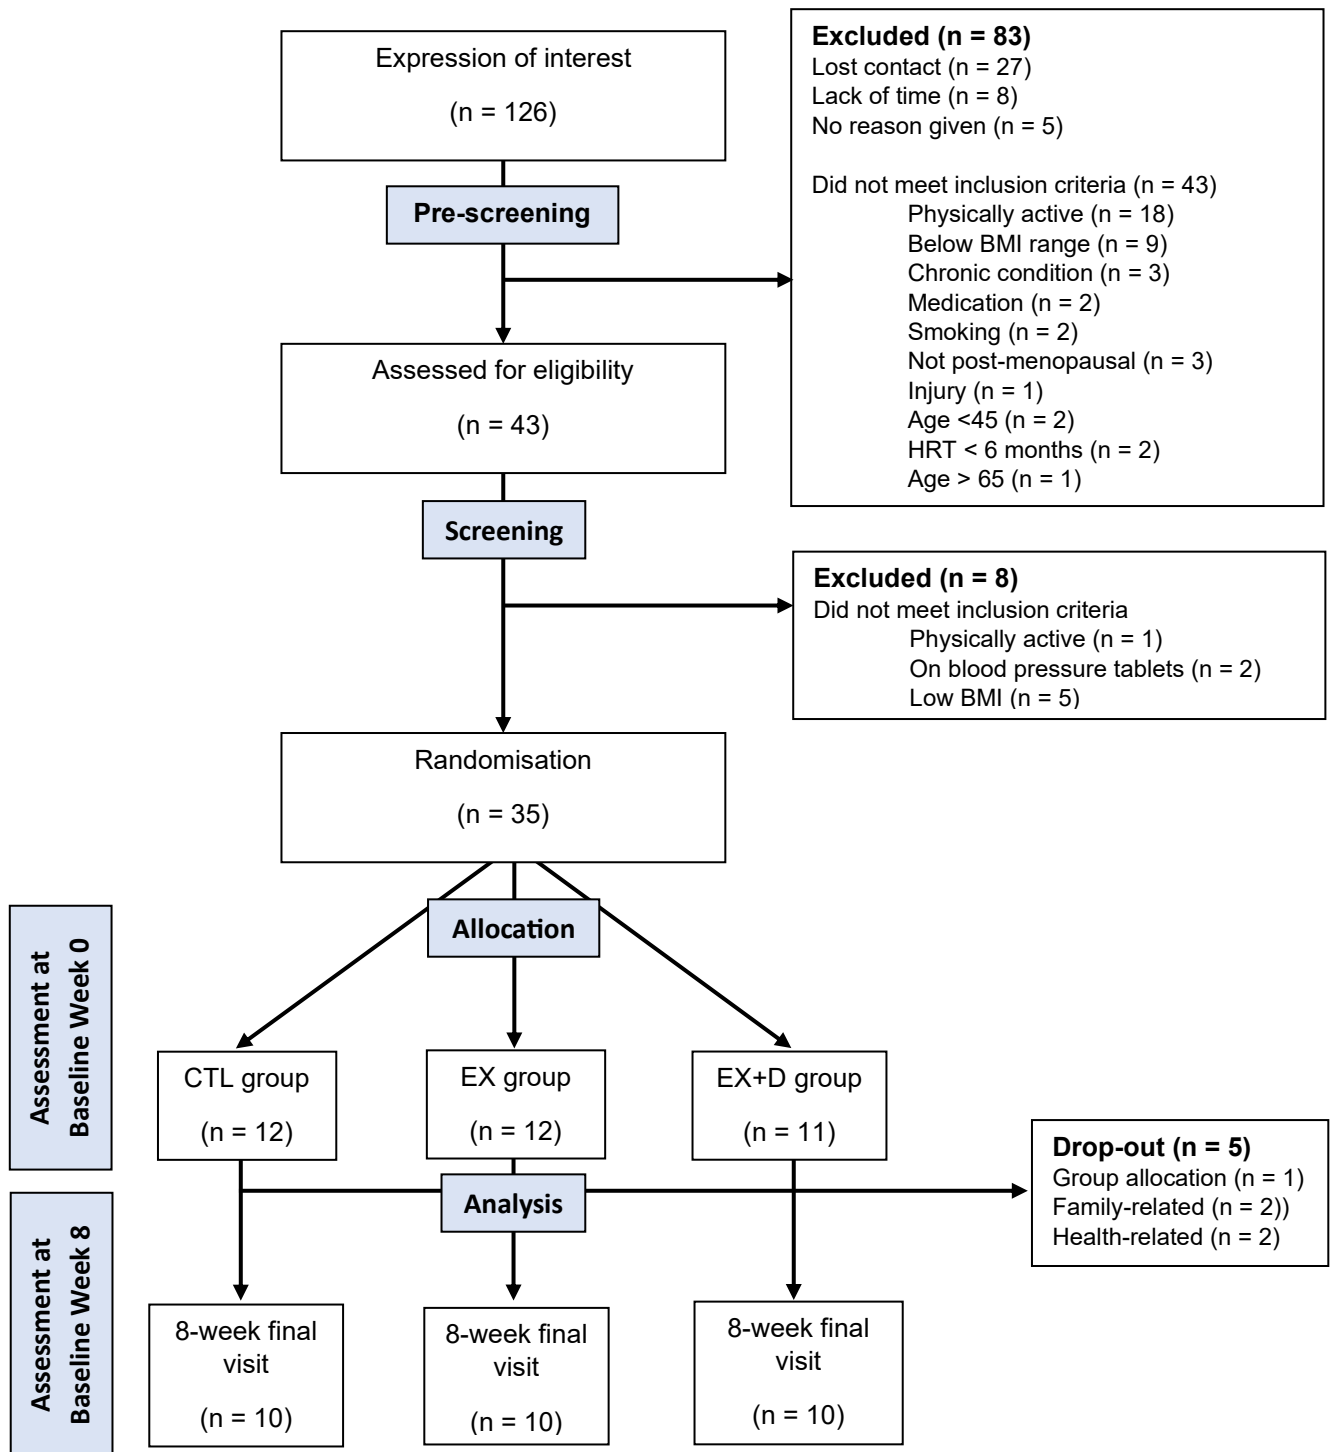 Expression of interest
(n = 126)
Excluded (n = 83)
Lost contact (n = 27)
Lack of time (n = 8)
No reason given (n = 5)
Did not meet inclusion criteria (n = 43)
Physically active (n = 18)
Below BMI range (n = 9)
Chronic condition (n = 3)
Medication (n = 2)
Smoking (n = 2)
Not post-menopausal (n = 3)
Injury (n = 1)
Age <45 (n = 2)
HRT < 6 months (n = 2)
Age > 65 (n = 1)
Pre-screening
Assessed for eligibility
(n = 43)
Screening
Excluded (n = 8)
Did not meet inclusion criteria
Physically active (n = 1)
On blood pressure tablets (n = 2)
Low BMI (n = 5)
Randomisation
(n = 35)
Allocation
Assessment at
Baseline Week 0
CTL group
(n = 12)
EX group
(n = 12)
EX+D group
(n = 11)
Drop-out (n = 5)
Group allocation (n = 1)
Family-related (n = 2))
Health-related (n = 2)
Analysis
Assessment at
Baseline Week 8
8-week final
visit
(n = 10)
8-week final
visit
(n = 10)
8-week final
visit
(n = 10)